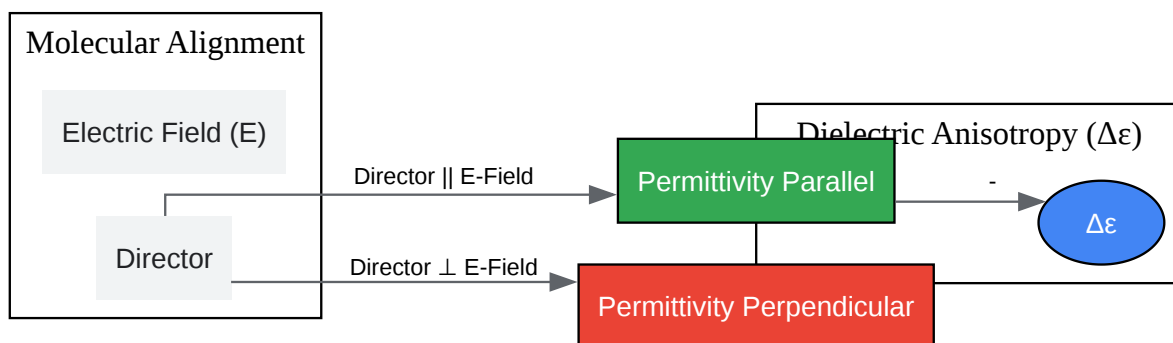 Molecular Alignment
Electric Field (E)
Director
Director || E-Field
Director ⊥ E-Field
Permittivity Parallel
Permittivity Perpendicular
Dielectric Anisotropy (Δε)
-
Δε